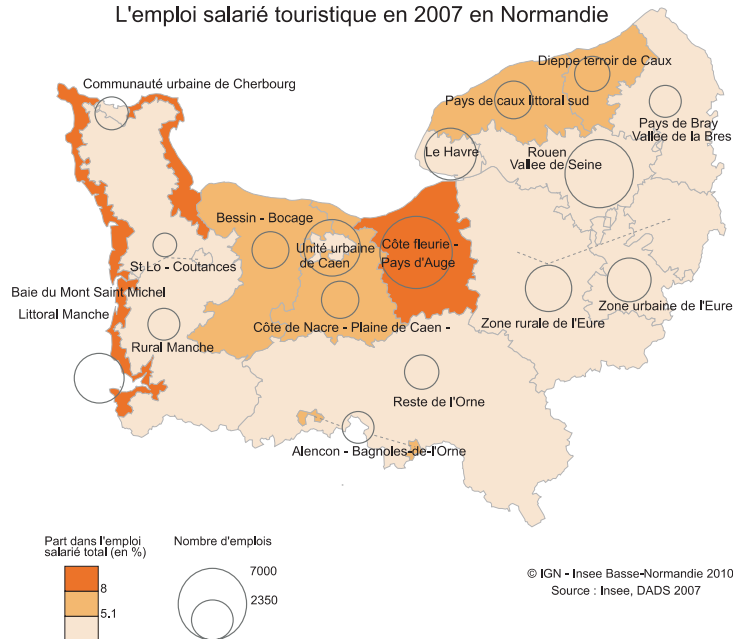 L'emploi salarié touristique en 2007 en Normandie
Dieppe terroir de Caux
Communauté urbaine de Cherbourg
Pays de caux littoral sud
Pays de Bray
Vallée de la Bres
Le Havre
Rouen
Vallée de Seine
Bessin - Bocage
Unité urbaine
de Caen
Côte fleurie -
Pays d'Auge
St Lo - Coutances
Baie du Mont Saint Michel
Littoral Manche
Zone urbaine de l'Eure
Côte de Nacre - Plaine de Caen -
Zone rurale de l'Eure
Rural Manche
Reste de l'Orne
Alencon - Bagnoles-de-l'Orne
Part dans l'emploi
salarié total (en %)
8
5.1
Nombre d'emplois
7000
2350
© IGN - Insee Basse-Normandie 2010
Source : Insee, DADS 2007